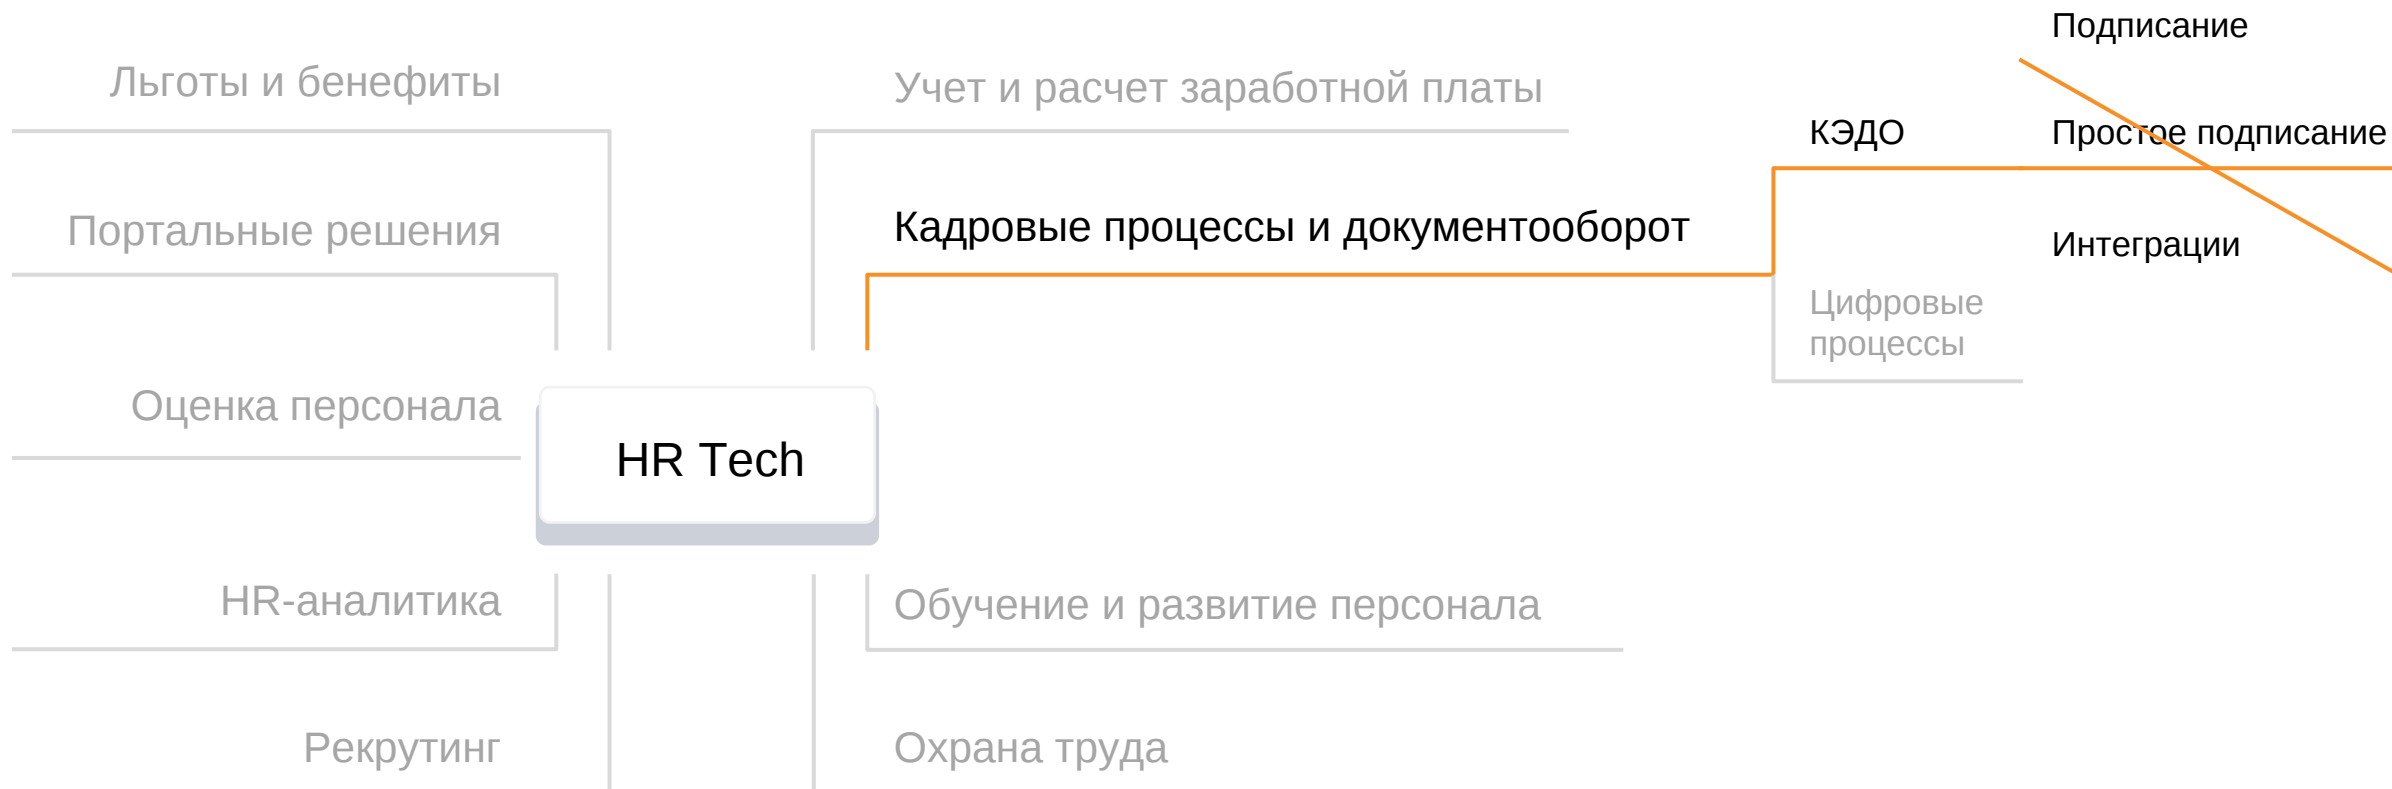 Подписание
Льготы и бенефиты
Учет и расчет заработной платы
КЭДО
Простое подписание
Портальные решения
Кадровые процессы и документооборот
Интеграции
Цифровые
процессы
Оценка персонала
HR Tech
HR-аналитика
Обучение и развитие персонала
Рекрутинг
Охрана труда